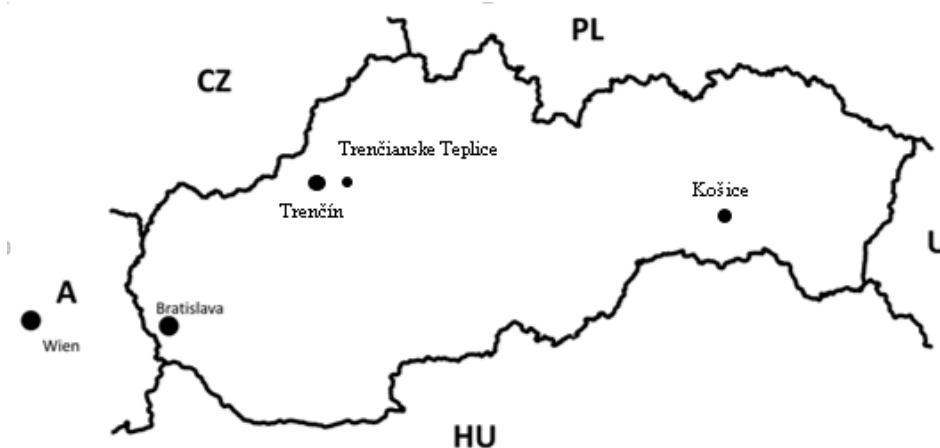 PL
CZ
Trenčianske Teplice
Trenčín
Košice
U
A
Bratislava
Wien
HU